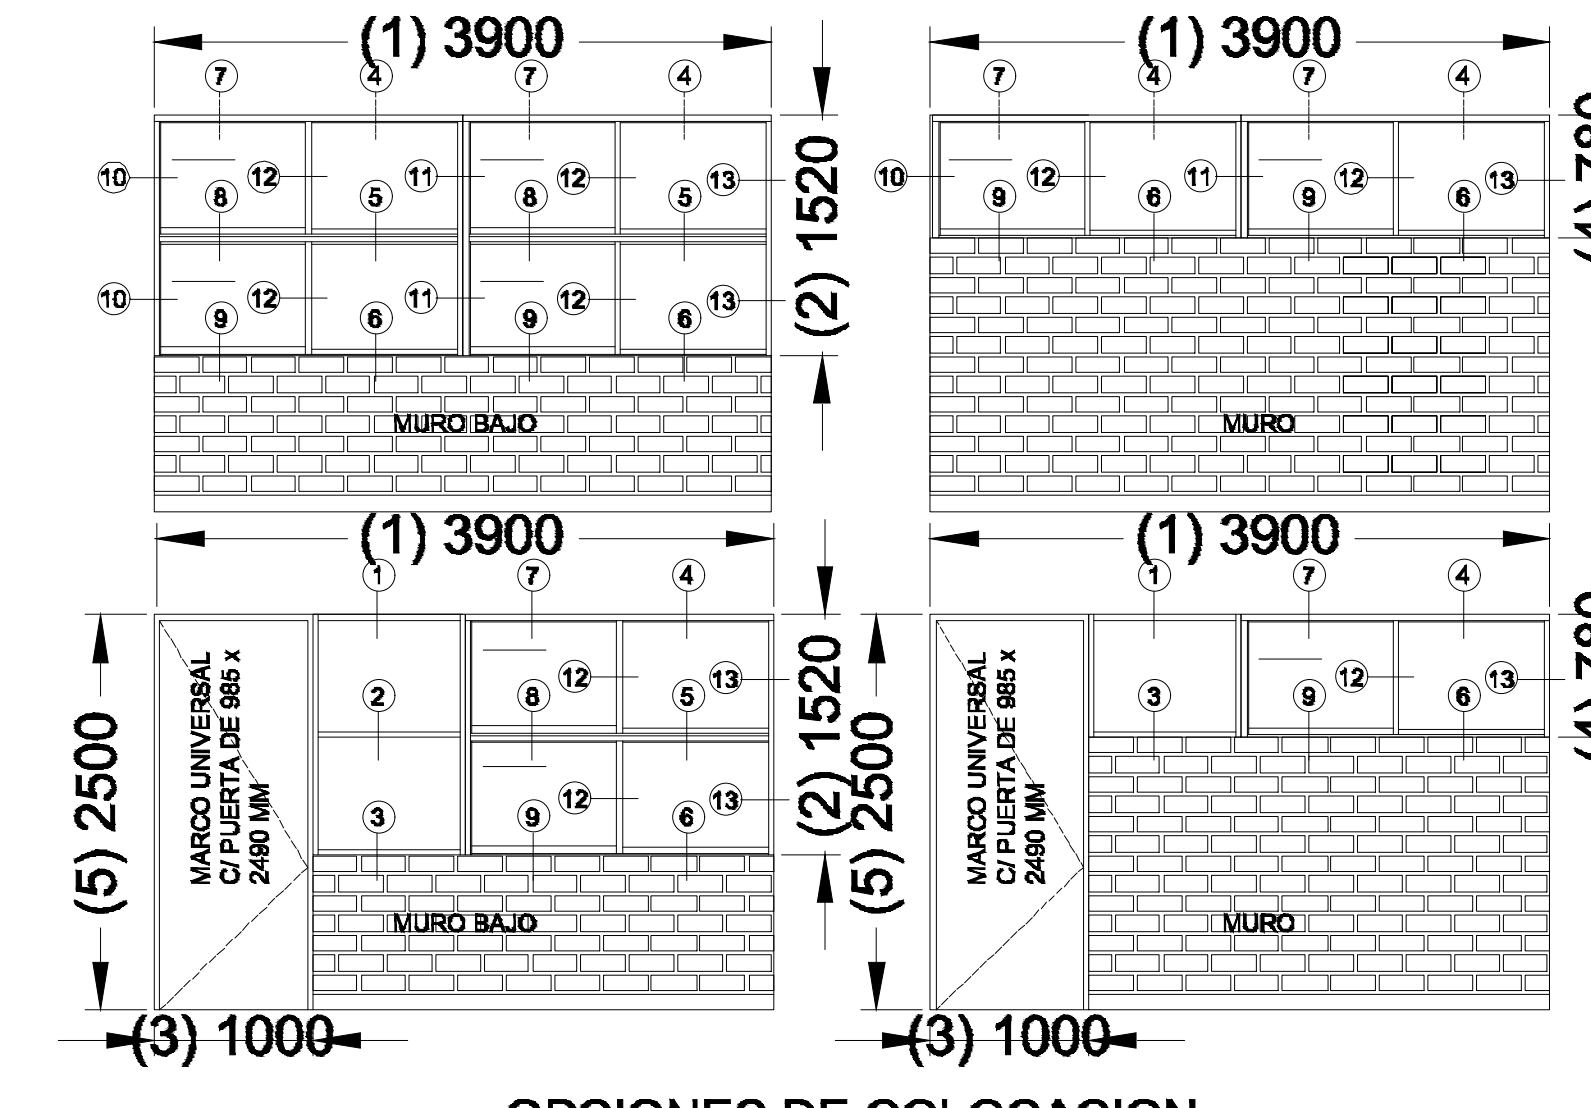 (1) 3900
7 4 7 4
10 12 11 12 13
8 5 8 5
10 12 11 12 13
9 6 9 6
(2) 1520
MURO BAJO
(1) 3900
7 4 7 4
10 12 11 12 13
9 6 9 6
MURO
(1) 3900
1 7 4
12 13
2 8 5
12 13
3 9 6
(2) 1520
(5) 2500
MARCO UNIVERSAL
C/ PUERTA DE 985 x
2490 MM
MURO BAJO
(3) 1000
(1) 3900
1 7 4
12 13
3 9 6
(5) 2500
MARCO UNIVERSAL
C/ PUERTA DE 985 x
2490 MM
MURO
(3) 1000
OPCIONES DE COLOCACION